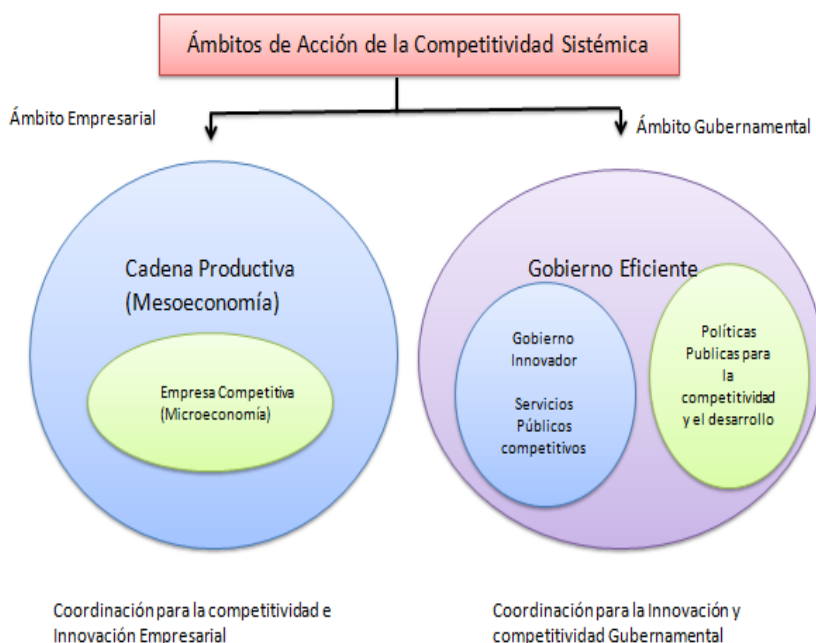 Ámbitos de Acción de la Competitividad Sistémica
Ámbito Empresarial
Ámbito Gubernamental
Cadena Productiva
(Mesoeconomía)
Empresa Competitiva
(Microeconomía)
Gobierno Eficiente
Gobierno
Innovador
Servicios
Públicos
competitivos
Políticas
Publicas para
la
competitividad
y el desarrollo
Coordinación para la competitividad e
Innovación Empresarial
Coordinación para la Innovación y
competitividad Gubernamental